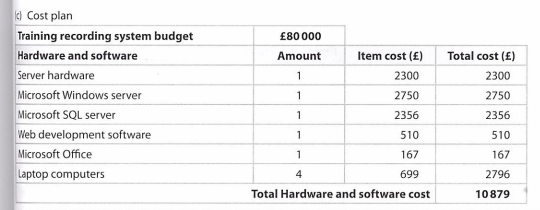 c) Cost plan
Training recording system budget £80 000
Hardware and software Amount Item cost (£) Total cost (£)
Server hardware 1 2300 2300
Microsoft Windows server 1 2750 2750
Microsoft SQL server 1 2356 2356
Web development software 1 510 510
Microsoft Office 1 167 167
Laptop computers 4 699 2796
Total Hardware and software cost 10 879